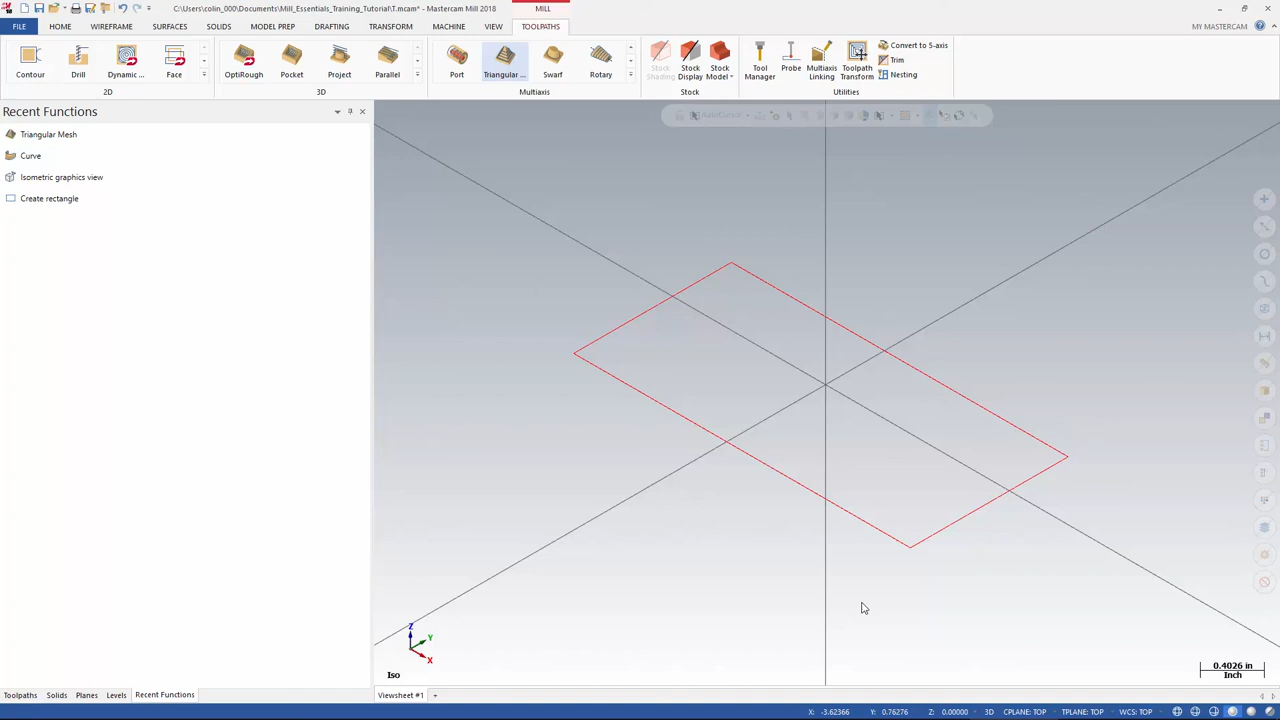 C:\Users\colin_000\Documents\Mill_Essentials_Training_Tutorial\T.mcam* - Mastercam Mill 2018
MILL
FILE HOME WIREFRAME SURFACES SOLIDS MODEL PREP DRAFTING TRANSFORM MACHINE VIEW TOOLPATHS MY MASTERCAM
Contour Drill Dynamic ... Face OptiRough Pocket Project Parallel Port Triangular ... Swarf Rotary Stock Shading Stock Display Stock Model Tool Manager Probe Multiaxis Linking Toolpath Transform Convert to 5-axis
Trim
Nesting
2D 3D Multiaxis Stock Utilities
Recent Functions
AutoCursor
Triangular Mesh
Curve
Isometric graphics view
Create rectangle
Z
Y
X
Iso
0.4026 in
Inch
Toolpaths Solids Planes Levels Recent Functions Viewsheet #1 +
X: -3.62366 Y: 0.76276 Z: 0.00000 3D CPLANE: TOP TPLANE: TOP WCS: TOP